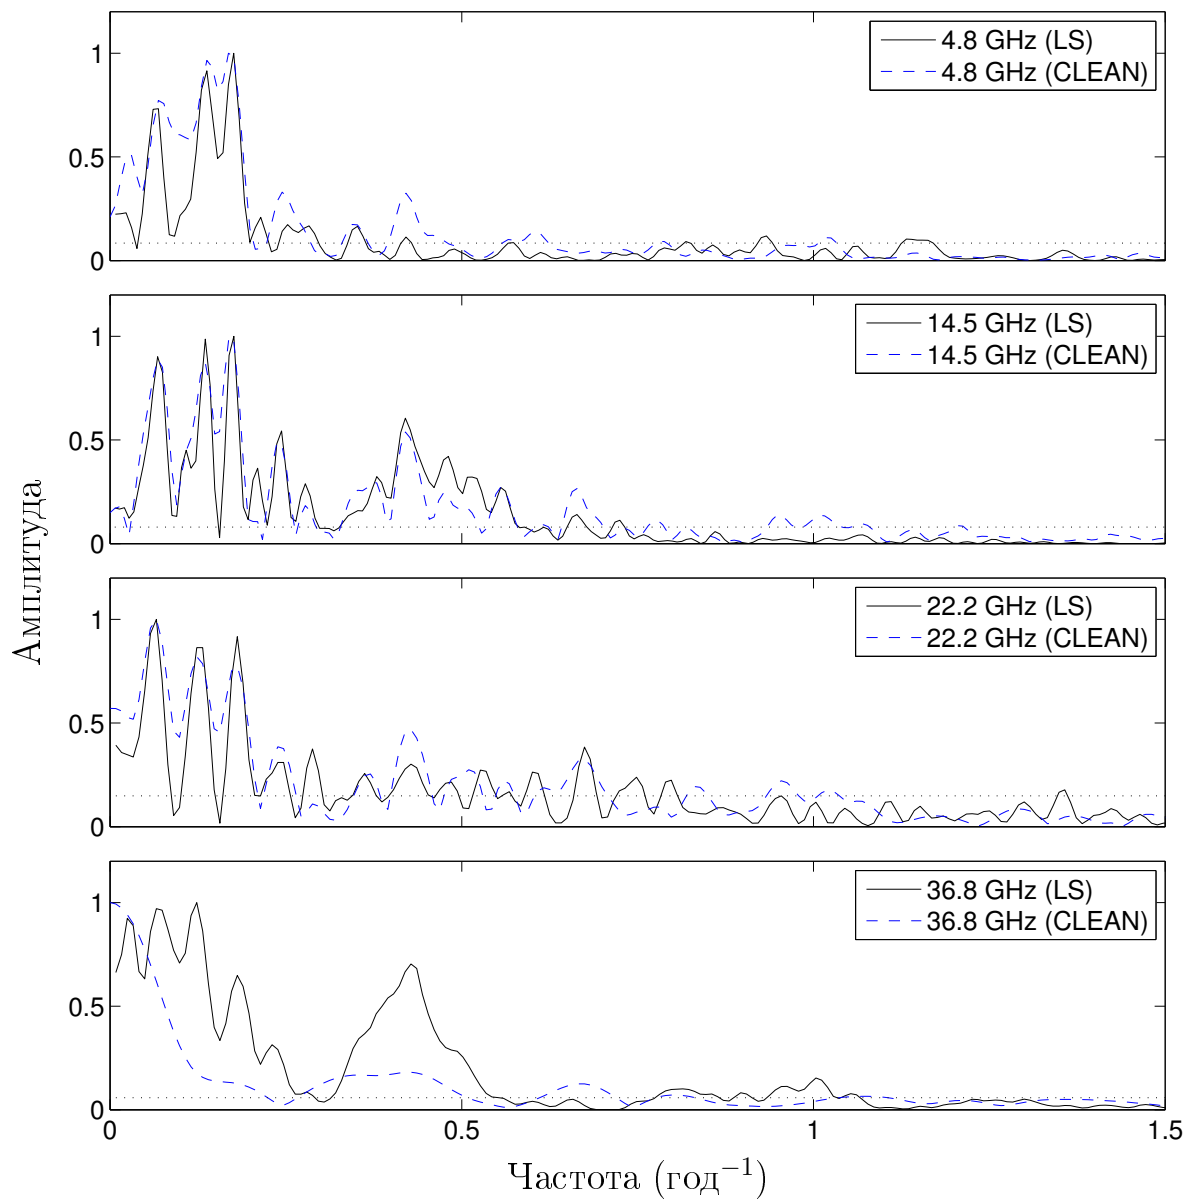 4.8 GHz (LS)
4.8 GHz (CLEAN)
1
0.5
0
14.5 GHz (LS)
14.5 GHz (CLEAN)
1
0.5
0
22.2 GHz (LS)
22.2 GHz (CLEAN)
1
0.5
0
36.8 GHz (LS)
36.8 GHz (CLEAN)
1
0.5
0
0 0.5 1 1.5
Амплитуда
Частота (год⁻¹)